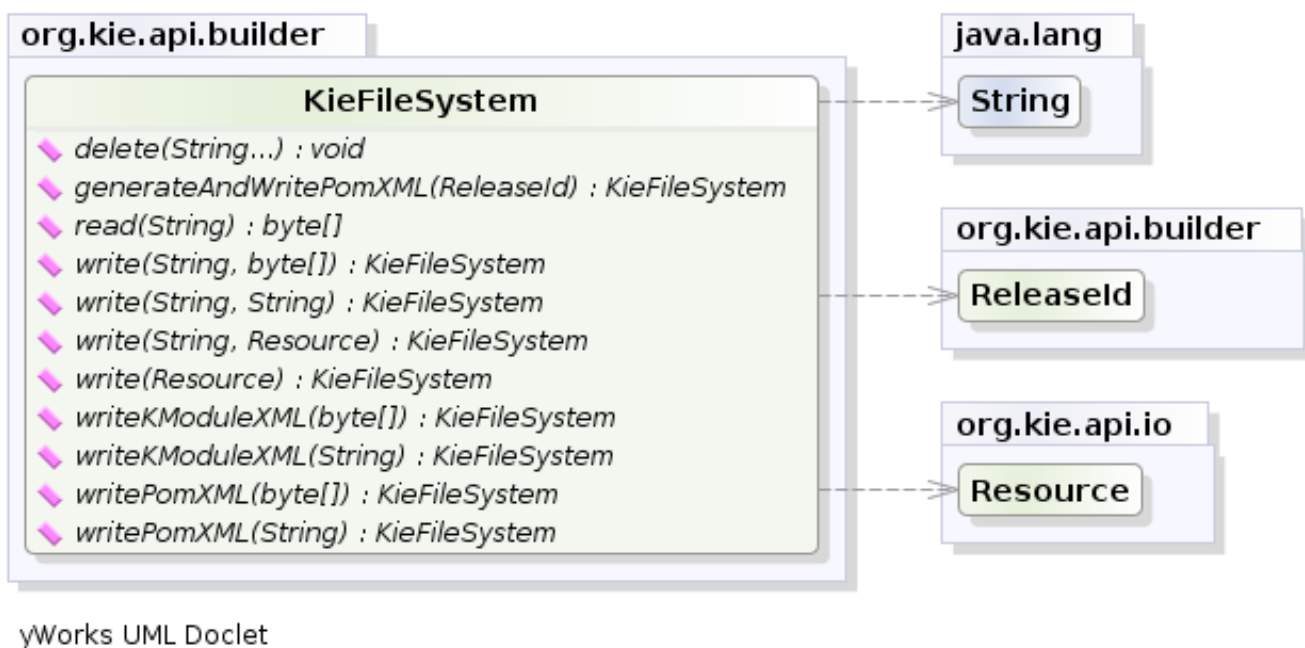 org.kie.api.builder
KieFileSystem
delete(String...) : void
generateAndWritePomXML(ReleaseId) : KieFileSystem
read(String) : byte[]
write(String, byte[]) : KieFileSystem
write(String, String) : KieFileSystem
write(String, Resource) : KieFileSystem
write(Resource) : KieFileSystem
writeKModuleXML(byte[]) : KieFileSystem
writeKModuleXML(String) : KieFileSystem
writePomXML(byte[]) : KieFileSystem
writePomXML(String) : KieFileSystem
java.lang
String
org.kie.api.builder
ReleaseId
org.kie.api.io
Resource
yWorks UML Doclet